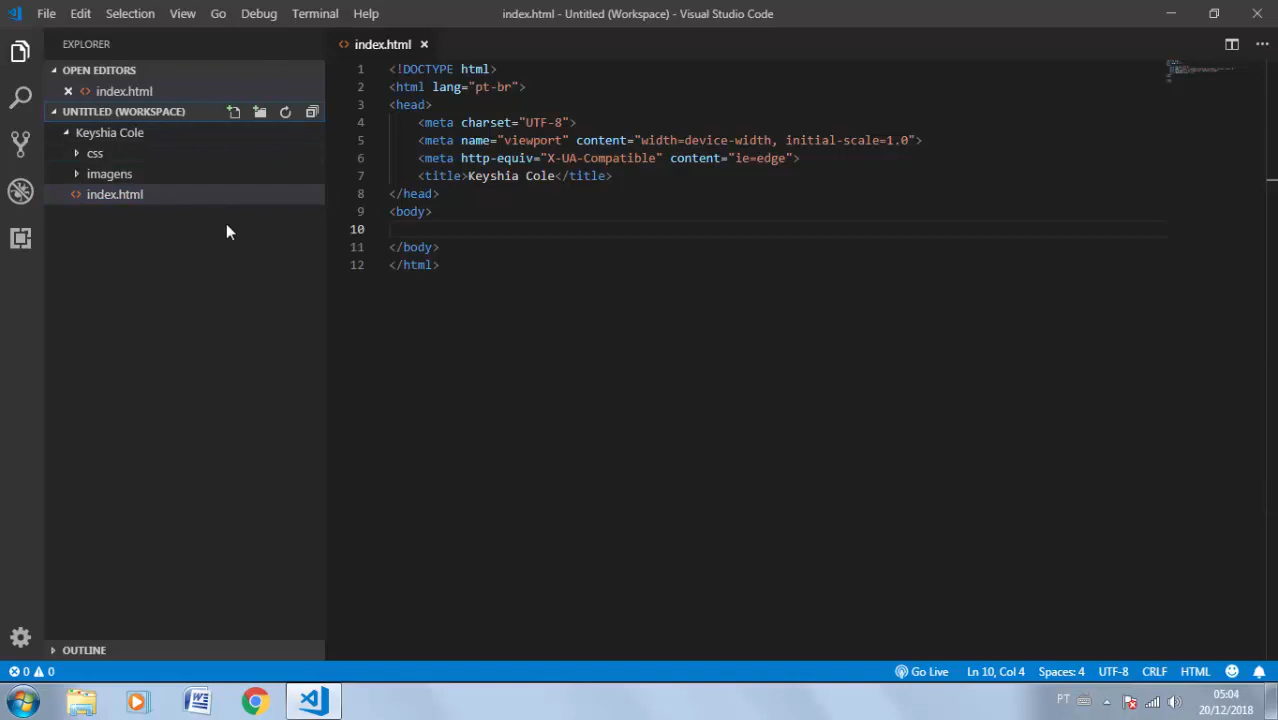 File Edit Selection View Go Debug Terminal Help index.html - Untitled (Workspace) - Visual Studio Code
EXPLORER
OPEN EDITORS
index.html
UNTITLED (WORKSPACE)
Keyshia Cole
css
imagens
index.html
OUTLINE
index.html
1 <!DOCTYPE html>
2 <html lang="pt-br">
3 <head>
4 <meta charset="UTF-8">
5 <meta name="viewport" content="width=device-width, initial-scale=1.0">
6 <meta http-equiv="X-UA-Compatible" content="ie=edge">
7 <title>Keyshia Cole</title>
8 </head>
9 <body>
10
11 </body>
12 </html>
0 0 Go Live Ln 10, Col 4 Spaces: 4 UTF-8 CRLF HTML
PT 05:04
20/12/2018